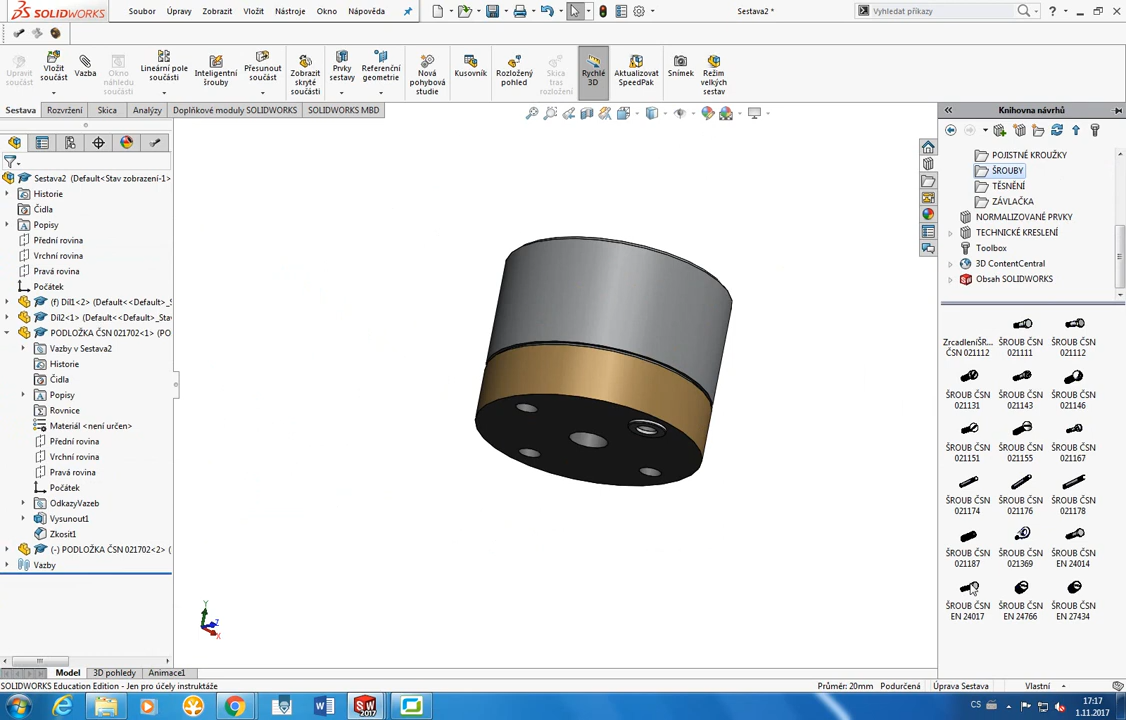 SOLIDWORKS
Soubor Úpravy Zobrazit Vložit Nástroje Okno Nápověda
Sestava2 *
Vyhledat příkazy
Upravit součást
Vložit součást
Vazba
Okno náhledu součásti
Lineární pole součásti
Inteligentní šrouby
Přesunout součást
Zobrazit skryté součásti
Prvky sestavy
Referenční geometrie
Nová pohybová studie
Kusovník
Rozložený pohled
Skica tras rozložení
Rychlé 3D
Aktualizovat SpeedPak
Snímek
Režim velkých sestav
Sestava Rozvržení Skica Analýzy Doplňkové moduly SOLIDWORKS SOLIDWORKS MBD
Sestava2 (Default<Stav zobrazení-1>
Historie
Čidla
Popisy
Přední rovina
Vrchní rovina
Pravá rovina
Počátek
(f) Díl1<2> (Default<<Default>_S
Díl2<1> (Default<<Default>_Sta
PODLOŽKA ČSN 021702<1> (PO
Vazby v Sestava2
Historie
Čidla
Popisy
Rovnice
Materiál <není určen>
Přední rovina
Vrchní rovina
Pravá rovina
Počátek
OdkazyVazeb
Vysunout1
Zkosit1
(-) PODLOŽKA ČSN 021702<2> (
Vazby
Y
Z
X
Knihovna návrhů
POJISTNÉ KROUŽKY
ŠROUBY
TĚSNĚNÍ
ZÁVLAČKA
NORMALIZOVANÉ PRVKY
TECHNICKÉ KRESLENÍ
Toolbox
3D ContentCentral
Obsah SOLIDWORKS
ZrcadleníŠR... ČSN 021112
ŠROUB ČSN 021111
ŠROUB ČSN 021112
ŠROUB ČSN 021131
ŠROUB ČSN 021143
ŠROUB ČSN 021146
ŠROUB ČSN 021151
ŠROUB ČSN 021155
ŠROUB ČSN 021167
ŠROUB ČSN 021174
ŠROUB ČSN 021176
ŠROUB ČSN 021178
ŠROUB ČSN 021187
ŠROUB ČSN 021369
ŠROUB ČSN EN 24014
ŠROUB ČSN EN 24017
ŠROUB ČSN EN 24766
ŠROUB ČSN EN 27434
Model 3D pohledy Animace1
SOLIDWORKS Education Edition - Jen pro účely instruktáže
Průměr: 20mm Podurčená Úprava Sestava Vlastní
CS
17:17
1.11.2017